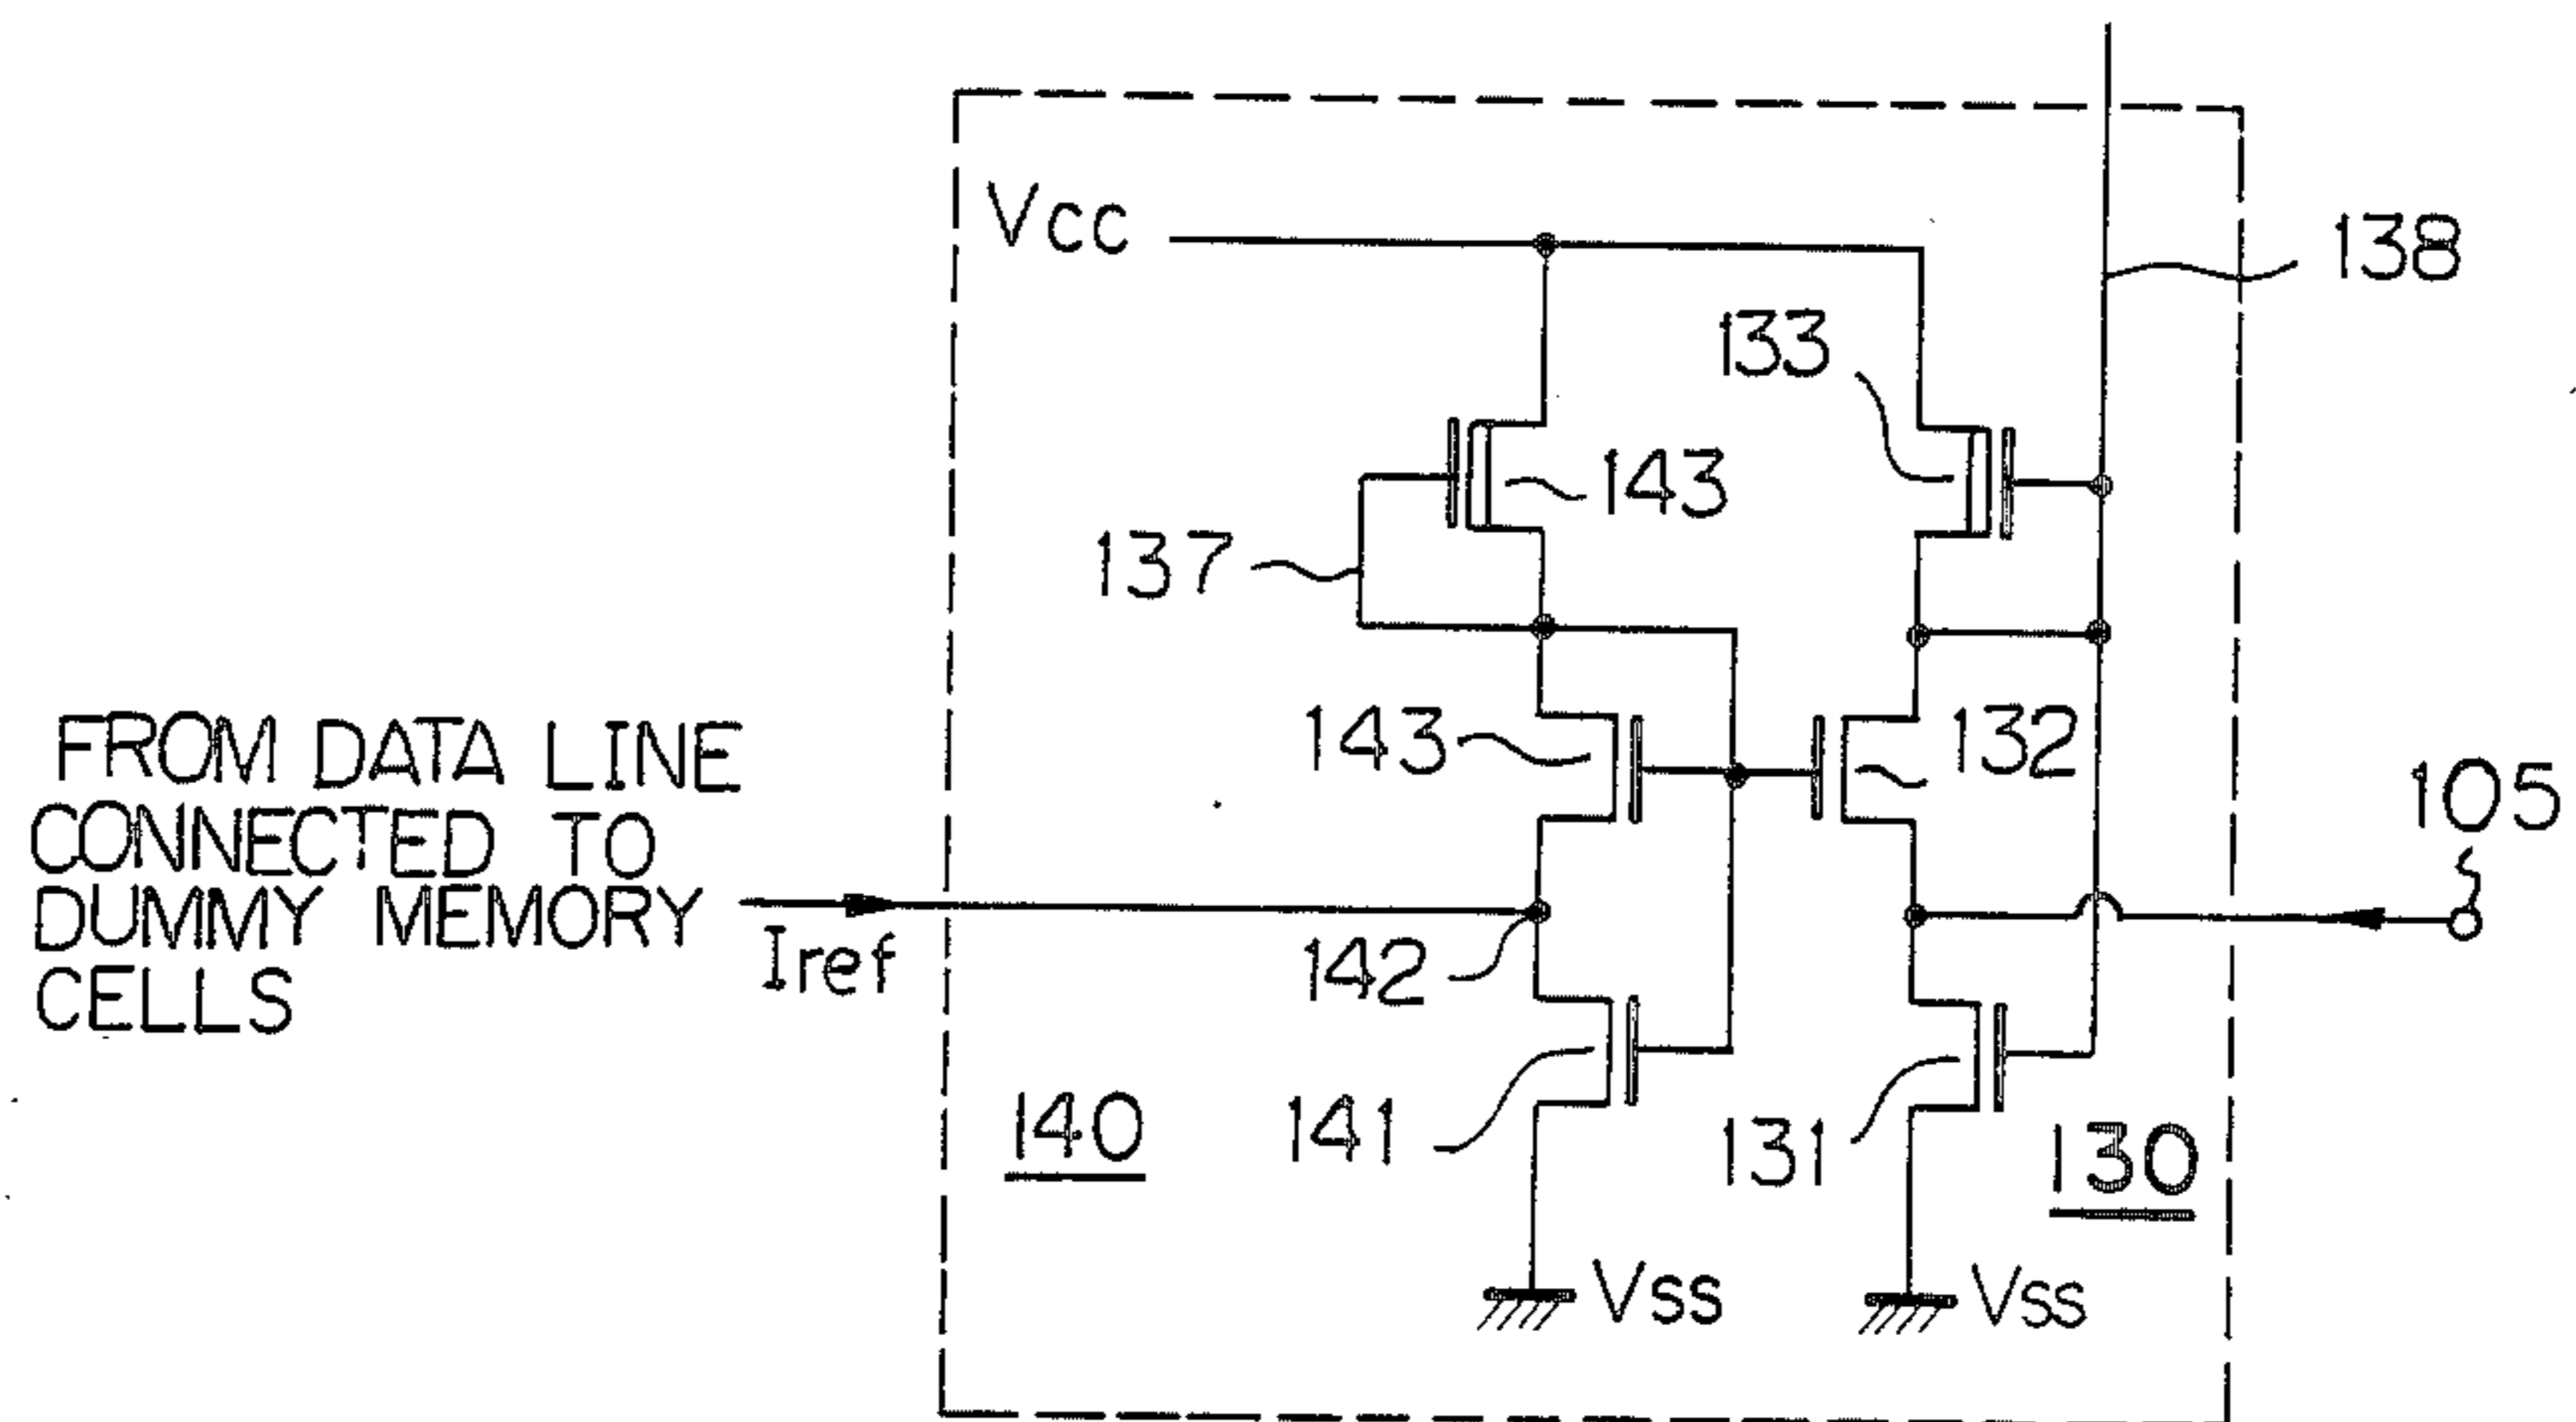 Vcc
138
133
143
137
FROM DATA LINE
CONNECTED TO
DUMMY MEMORY
CELLS
Iref
143
132
105
142
140
141
131
130
Vss
Vss